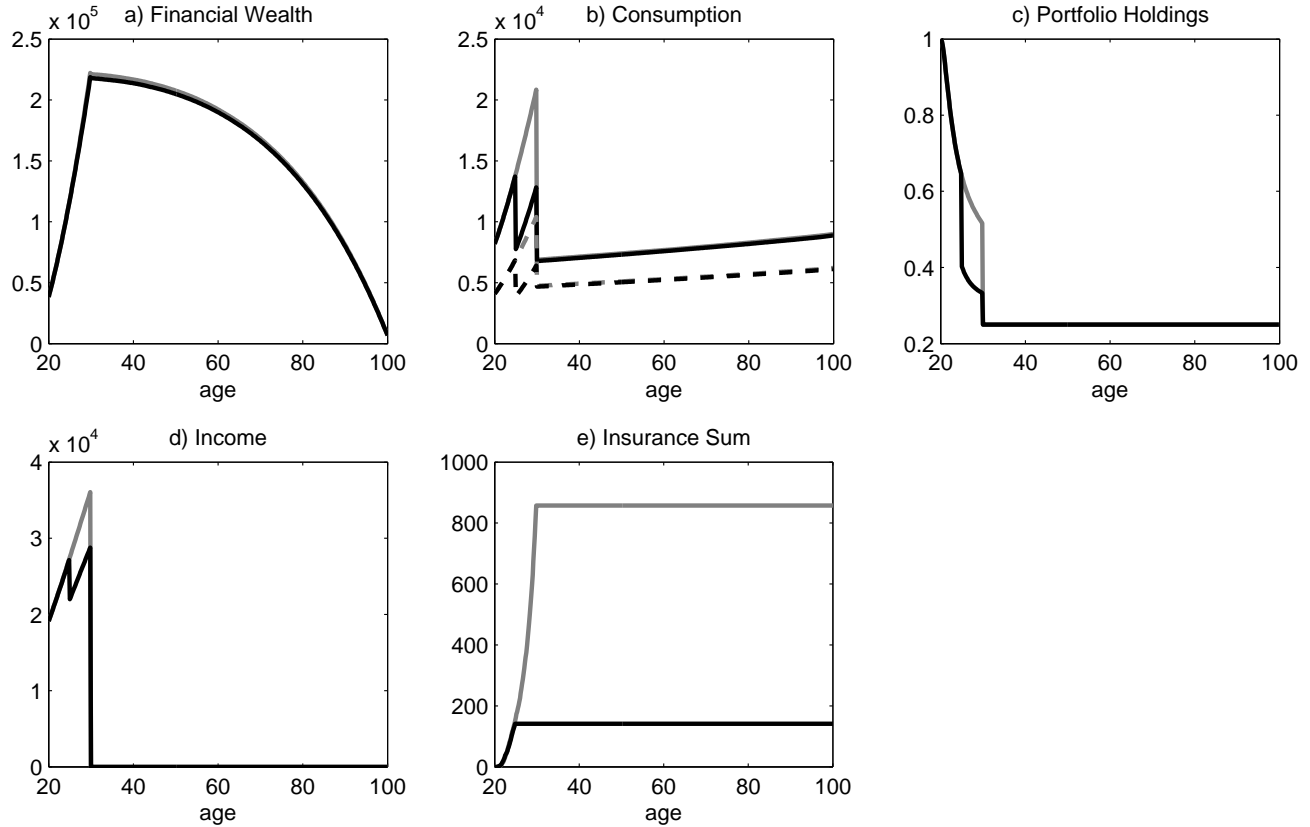 a) Financial Wealth
x 10^5
2.5
2
1.5
1
0.5
0
20 40 60 80 100
age
b) Consumption
x 10^4
2.5
2
1.5
1
0.5
0
20 40 60 80 100
age
c) Portfolio Holdings
1
0.8
0.6
0.4
0.2
20 40 60 80 100
age
d) Income
x 10^4
4
3
2
1
0
20 40 60 80 100
age
e) Insurance Sum
1000
800
600
400
200
0
20 40 60 80 100
age